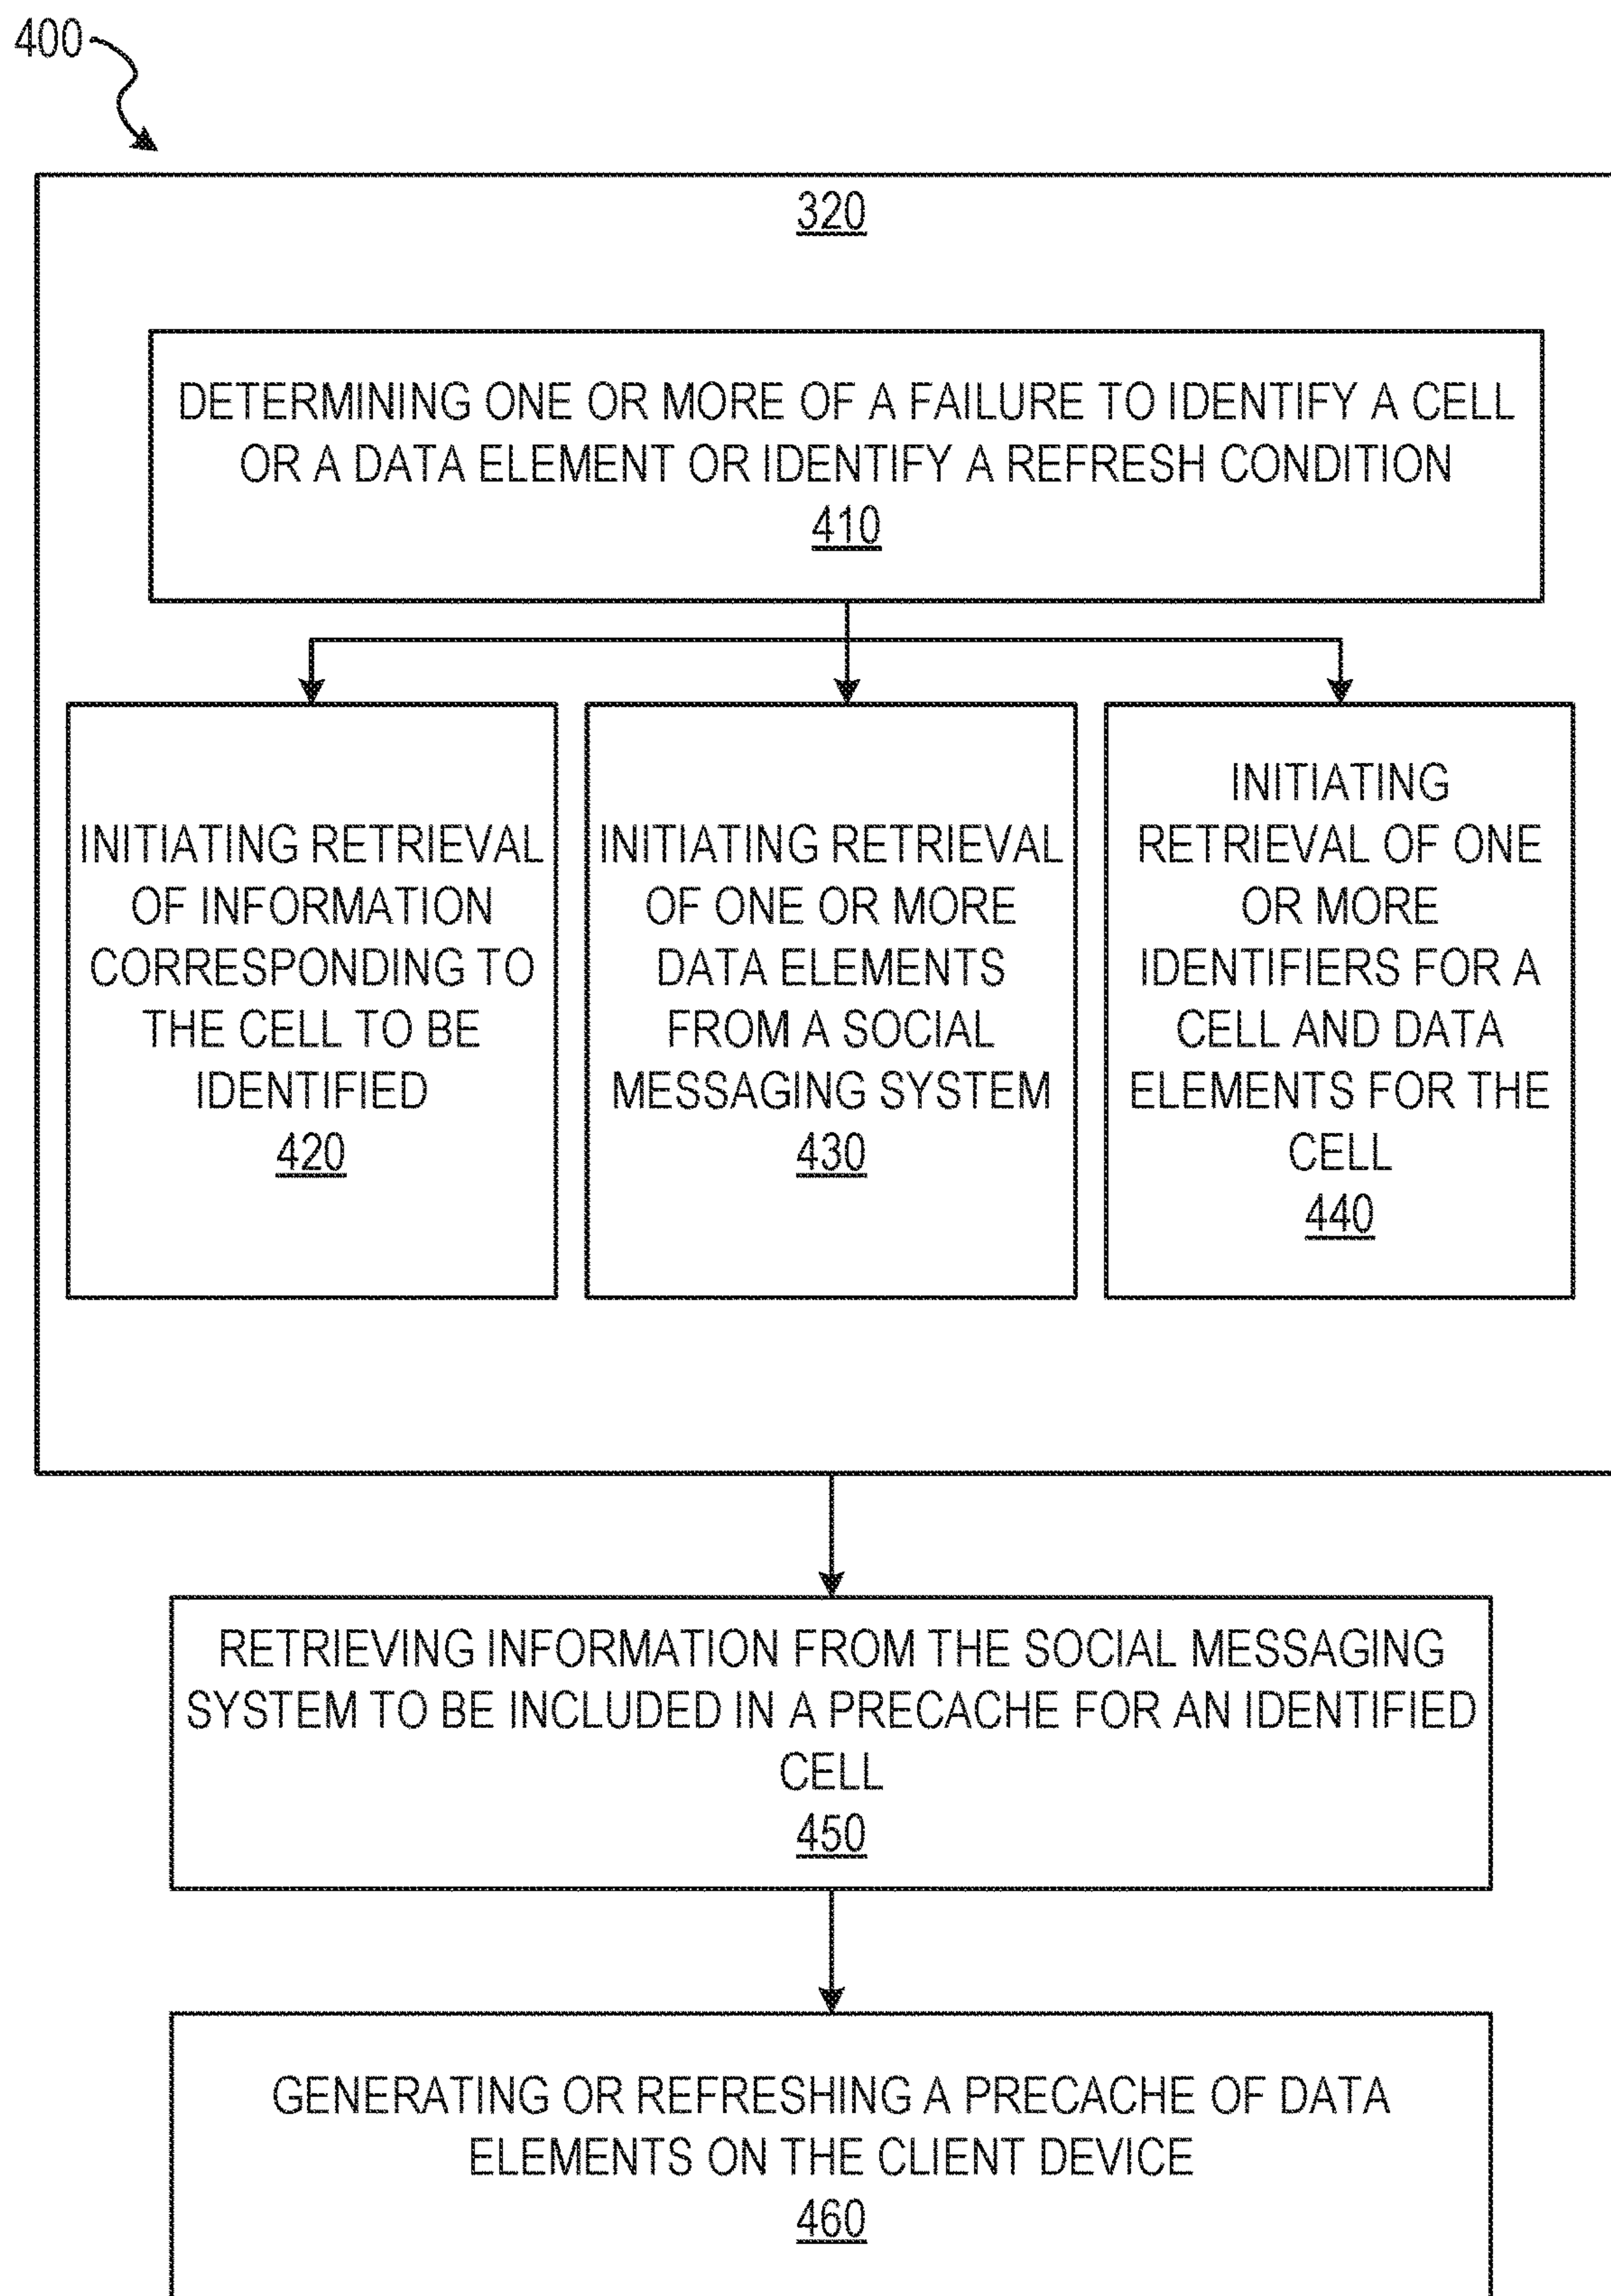 400
320
DETERMINING ONE OR MORE OF A FAILURE TO IDENTIFY A CELL
OR A DATA ELEMENT OR IDENTIFY A REFRESH CONDITION
410
INITIATING RETRIEVAL
OF INFORMATION
CORRESPONDING TO
THE CELL TO BE
IDENTIFIED
420
INITIATING RETRIEVAL
OF ONE OR MORE
DATA ELEMENTS
FROM A SOCIAL
MESSAGING SYSTEM
430
INITIATING
RETRIEVAL OF ONE
OR MORE
IDENTIFIERS FOR A
CELL AND DATA
ELEMENTS FOR THE
CELL
440
RETRIEVING INFORMATION FROM THE SOCIAL MESSAGING
SYSTEM TO BE INCLUDED IN A PRECACHE FOR AN IDENTIFIED
CELL
450
GENERATING OR REFRESHING A PRECACHE OF DATA
ELEMENTS ON THE CLIENT DEVICE
460